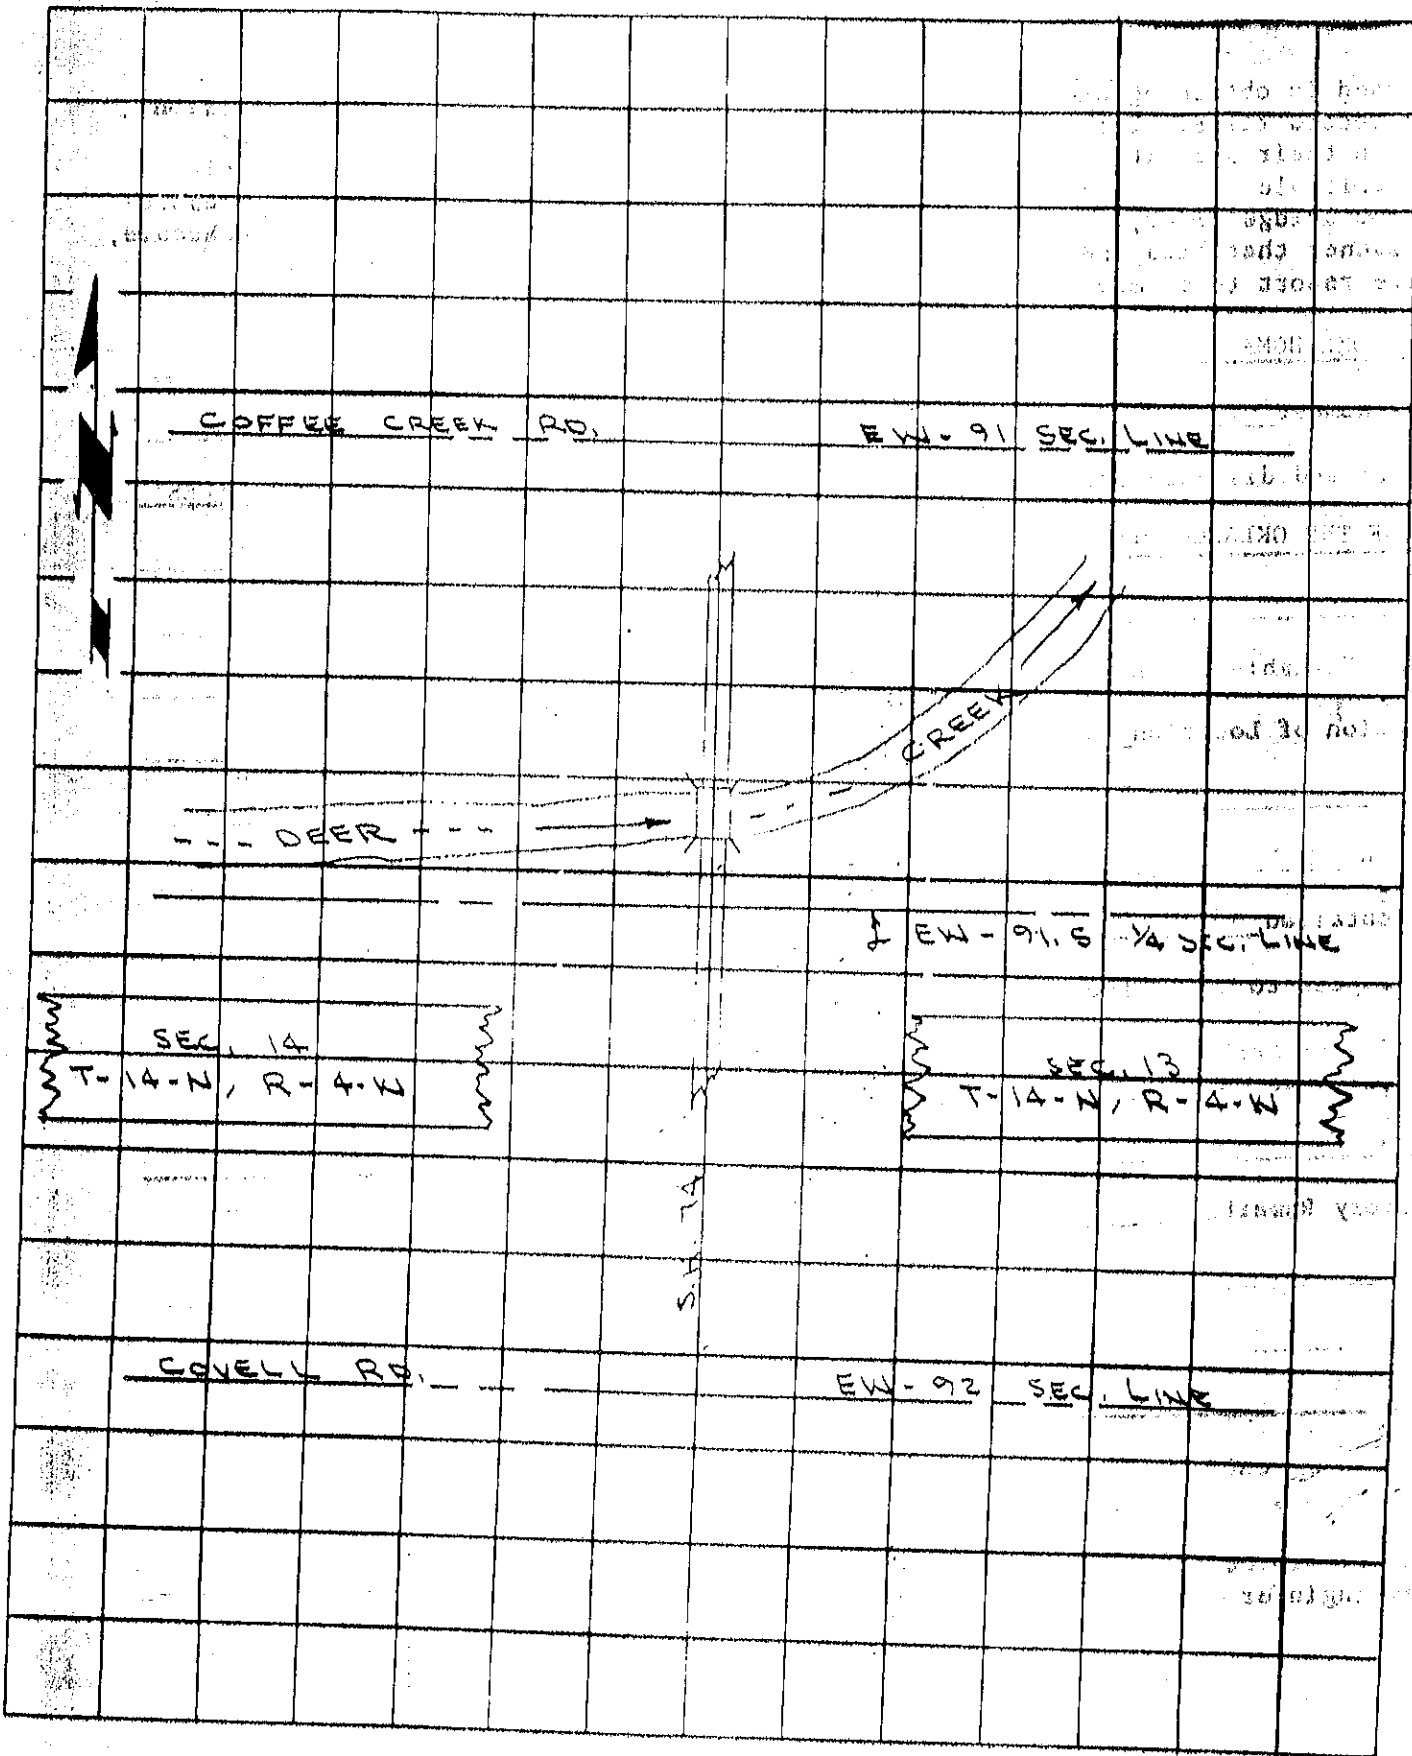 COFFEE CREEK RD. EW-91 SEC. LINE
CREEK
--- DEER ---
EW-91.5 1/4 SEC. LINE
SEC. 14
T-14-N, R-4-W
SEC. 13
T-14-N, R-4-W
S.H. 74
COVELL RD. EW-92 SEC. LINE